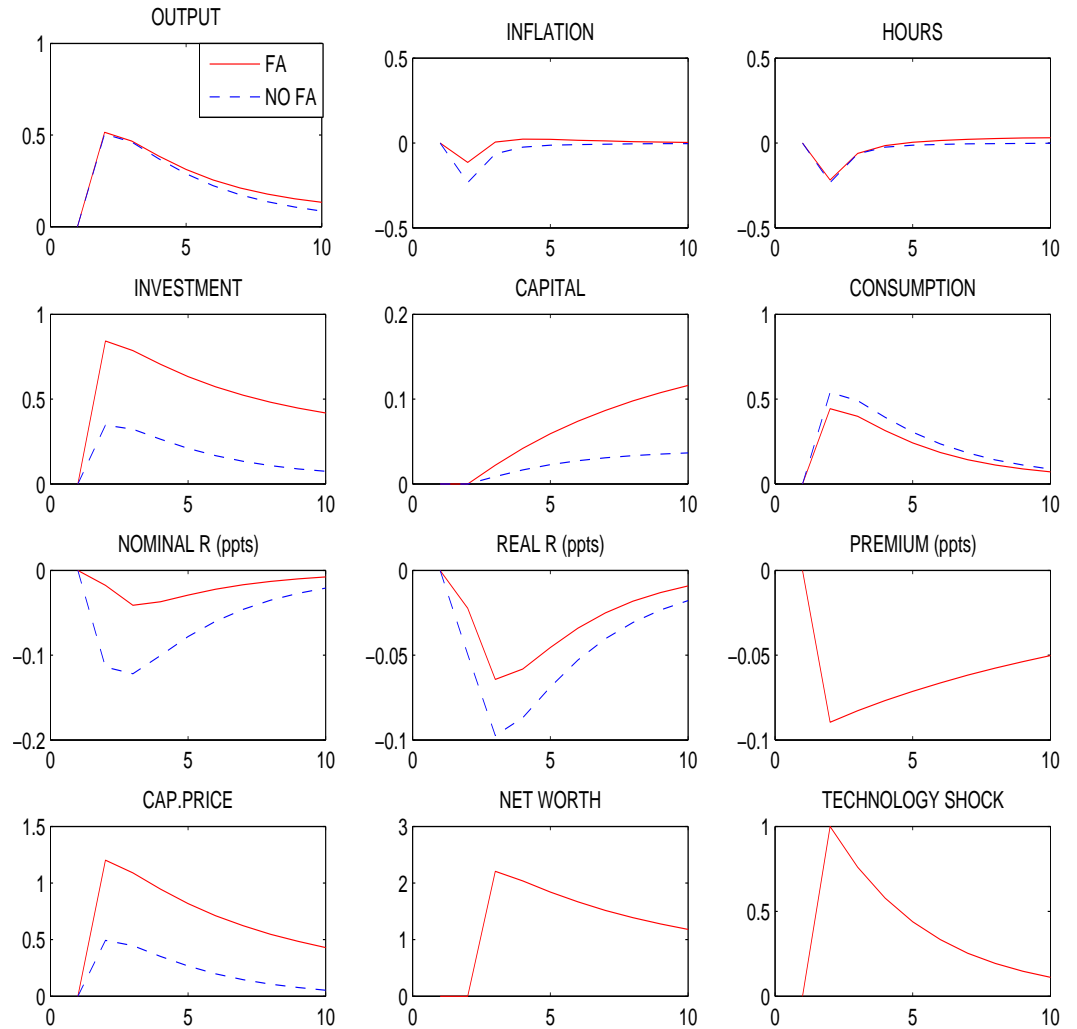 OUTPUT
INFLATION
HOURS
1
0.5
0
0 5 10
FA
NO FA
0.5
0
−0.5
0 5 10
0.5
0
−0.5
0 5 10
INVESTMENT
CAPITAL
CONSUMPTION
1
0.5
0
0 5 10
0.2
0.1
0
0 5 10
1
0.5
0
0 5 10
NOMINAL R (ppts)
REAL R (ppts)
PREMIUM (ppts)
0
−0.1
−0.2
0 5 10
0
−0.05
−0.1
0 5 10
0
−0.05
−0.1
0 5 10
CAP.PRICE
NET WORTH
TECHNOLOGY SHOCK
1.5
1
0.5
0
0 5 10
3
2
1
0
0 5 10
1
0.5
0
0 5 10